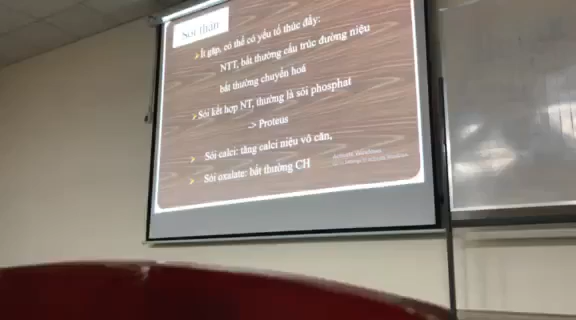 Sỏi thận
Ít gặp, có thể có yếu tố thúc đẩy:
NTT, bất thường cấu trúc đường niệu
bất thường chuyển hoá
Sỏi kết hợp NT, thường là sỏi phosphat
-> Proteus
Sỏi calci: tăng calci niệu vô căn,
Sỏi oxalate: bất thường CH